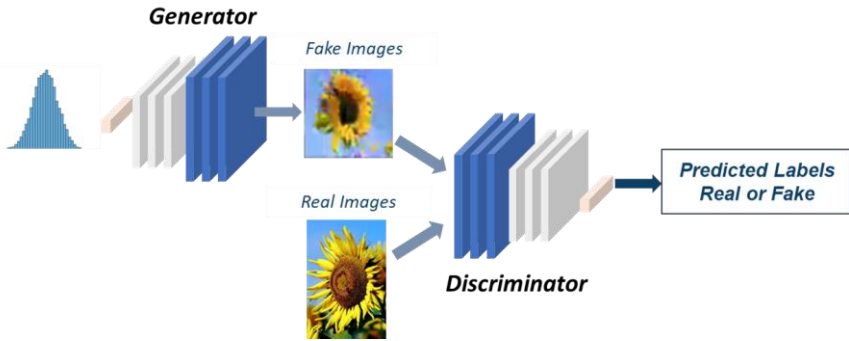 Generator
Fake Images
Real Images
Discriminator
Predicted Labels
Real or Fake